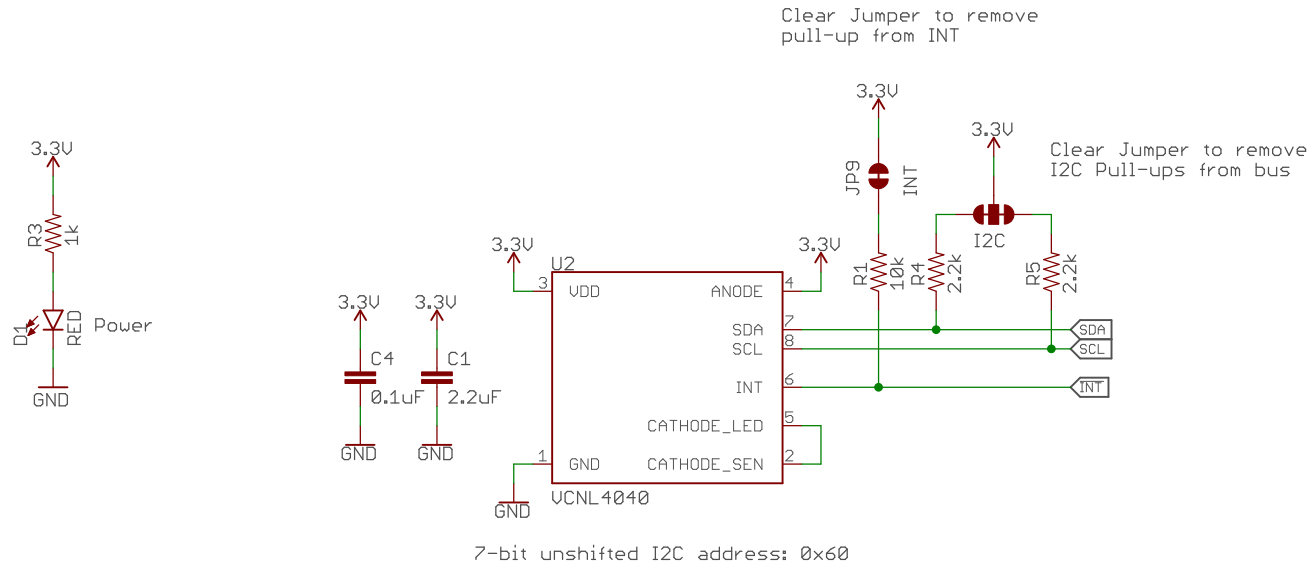 Clear Jumper to remove
pull-up from INT
3.3V
JP9
INT
3.3V
Clear Jumper to remove
I2C Pull-ups from bus
I2C
3.3V
R3
1k
D1
RED
Power
GND
3.3V
C4
0.1uF
GND
3.3V
C1
2.2uF
GND
3.3V
U2
3
VDD
1
GND
GND
VCNL4040
ANODE
4
3.3V
SDA
7
SCL
8
INT
6
CATHODE_LED
5
CATHODE_SEN
2
R1
10k
R4
2.2k
R5
2.2k
SDA
SCL
INT
7-bit unshifted I2C address: 0x60